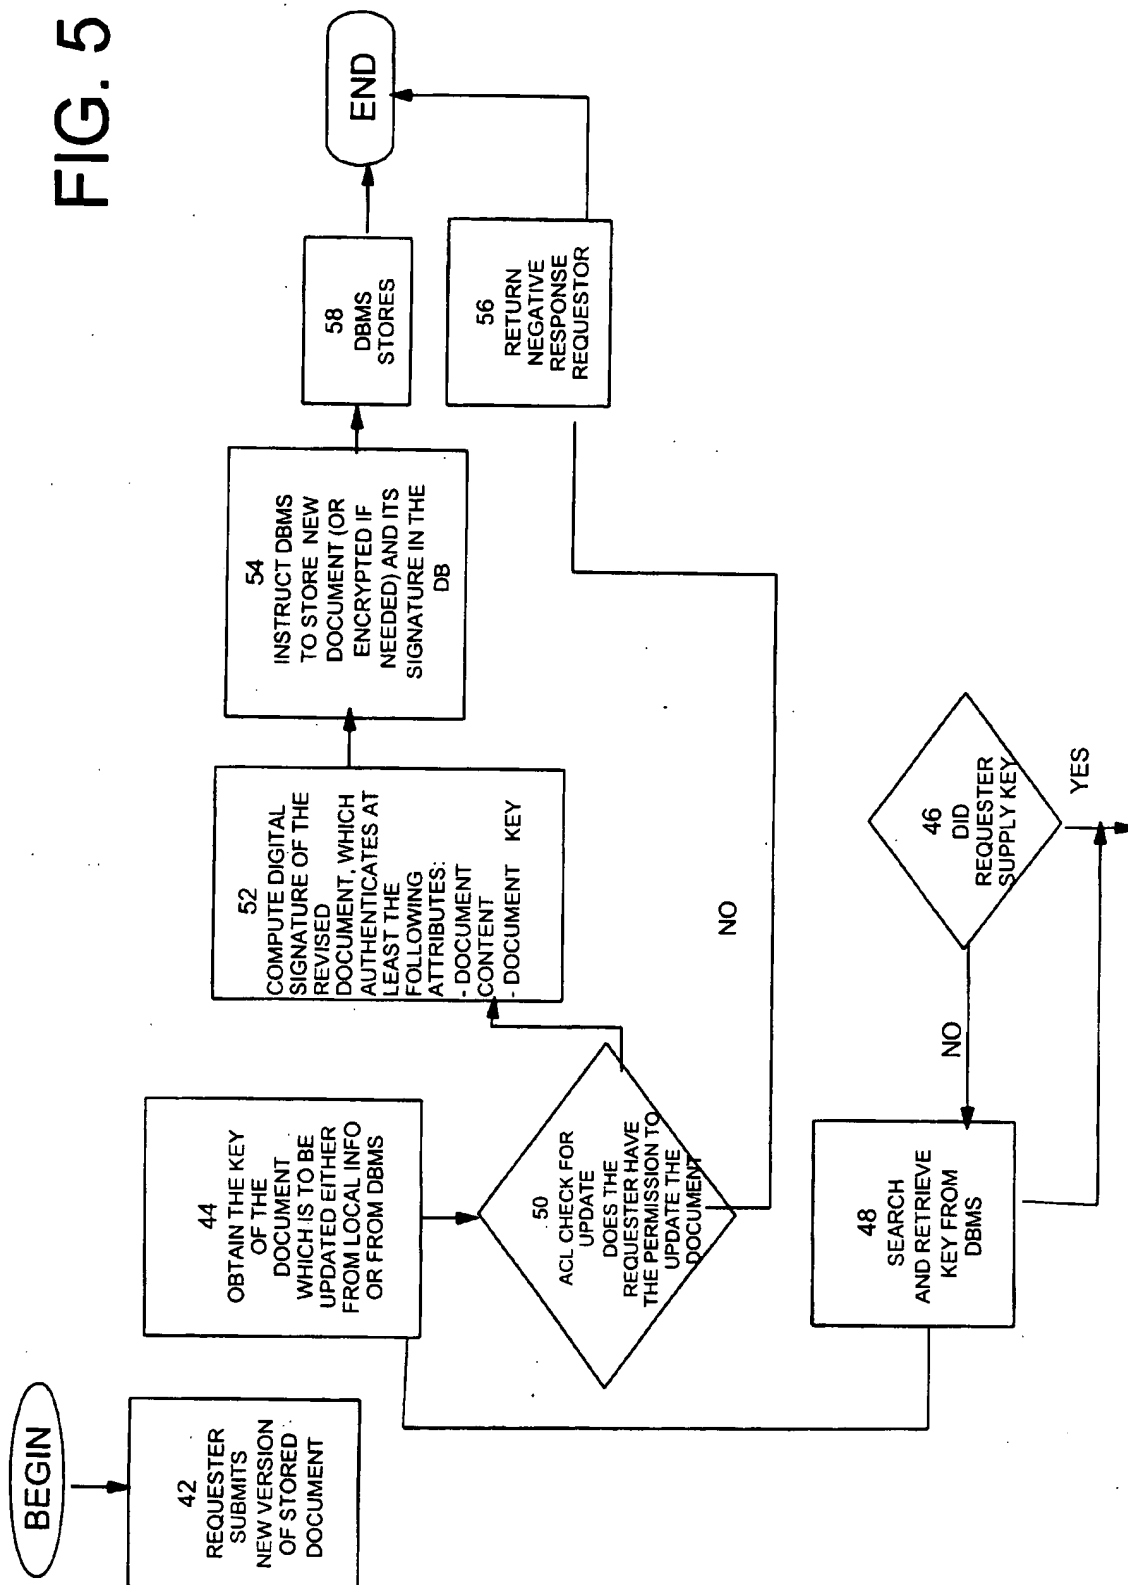 FIG. 5
BEGIN
42
REQUESTER
SUBMITS
NEW VERSION
OF STORED
DOCUMENT
44
OBTAIN THE KEY
OF THE
DOCUMENT
WHICH IS TO BE
UPDATED EITHER
FROM LOCAL INFO
OR FROM DBMS
50
ACL CHECK FOR
UPDATE
DOES THE
REQUESTER HAVE
THE PERMISSION TO
UPDATE THE
DOCUMENT
52
COMPUTE DIGITAL
SIGNATURE OF THE
REVISED
DOCUMENT, WHICH
AUTHENTICATES AT
LEAST THE
FOLLOWING
ATTRIBUTES:
- DOCUMENT
CONTENT
- DOCUMENT KEY
54
INSTRUCT DBMS
TO STORE NEW
DOCUMENT (OR
ENCRYPTED IF
NEEDED) AND ITS
SIGNATURE IN THE
DB
58
DBMS
STORES
END
56
RETURN
NEGATIVE
RESPONSE
REQUESTOR
NO
48
SEARCH
AND RETRIEVE
KEY FROM
DBMS
NO
46
DID
REQUESTER
SUPPLY KEY
YES